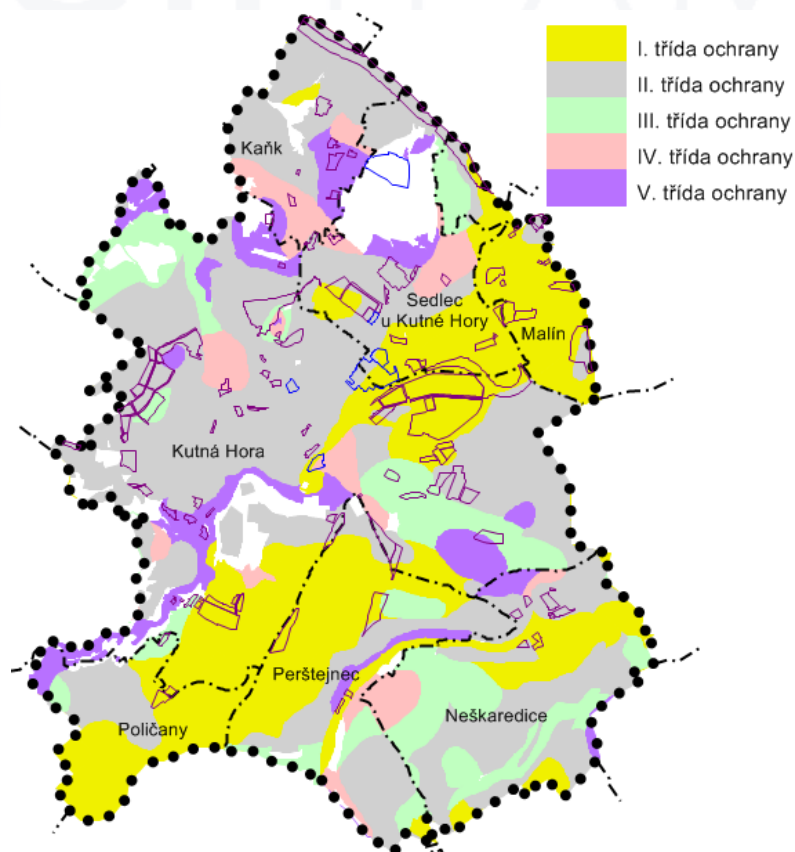 I. třída ochrany
II. třída ochrany
III. třída ochrany
IV. třída ochrany
V. třída ochrany
Kaňk
Sedlec
u Kutné Hory
Malín
Kutná Hora
Perštejnec
Poličany
Neškaredice